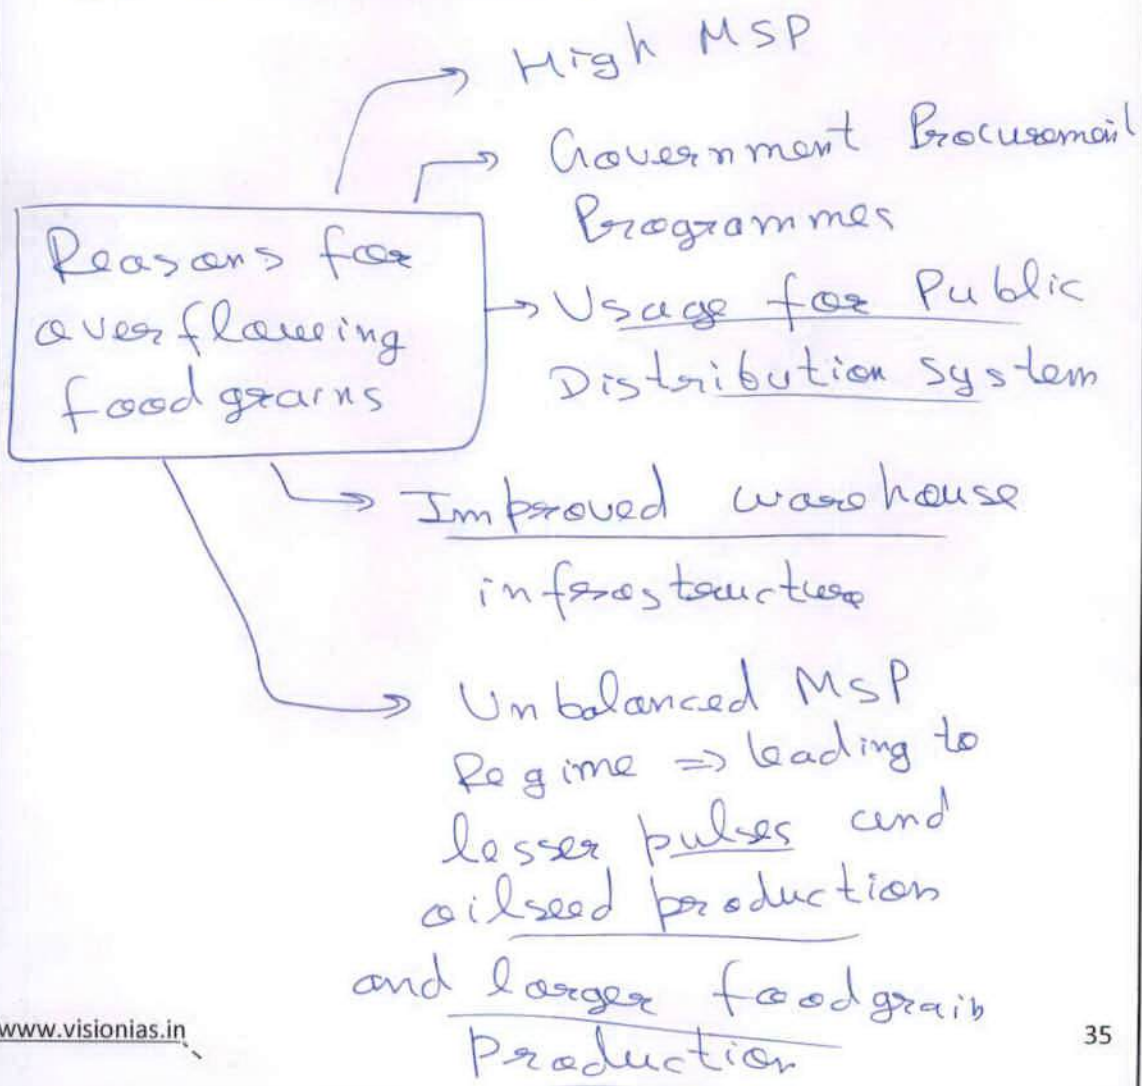 High MSP
Government Procurement
Programmes
Reasons for
overflowing
foodgrains
Usage for Public
Distribution System
Improved warehouse
infrastructure
Unbalanced MSP
Regime => leading to
lesser pulses and
oilseed production
and larger foodgrain
production
www.visionias.in
35